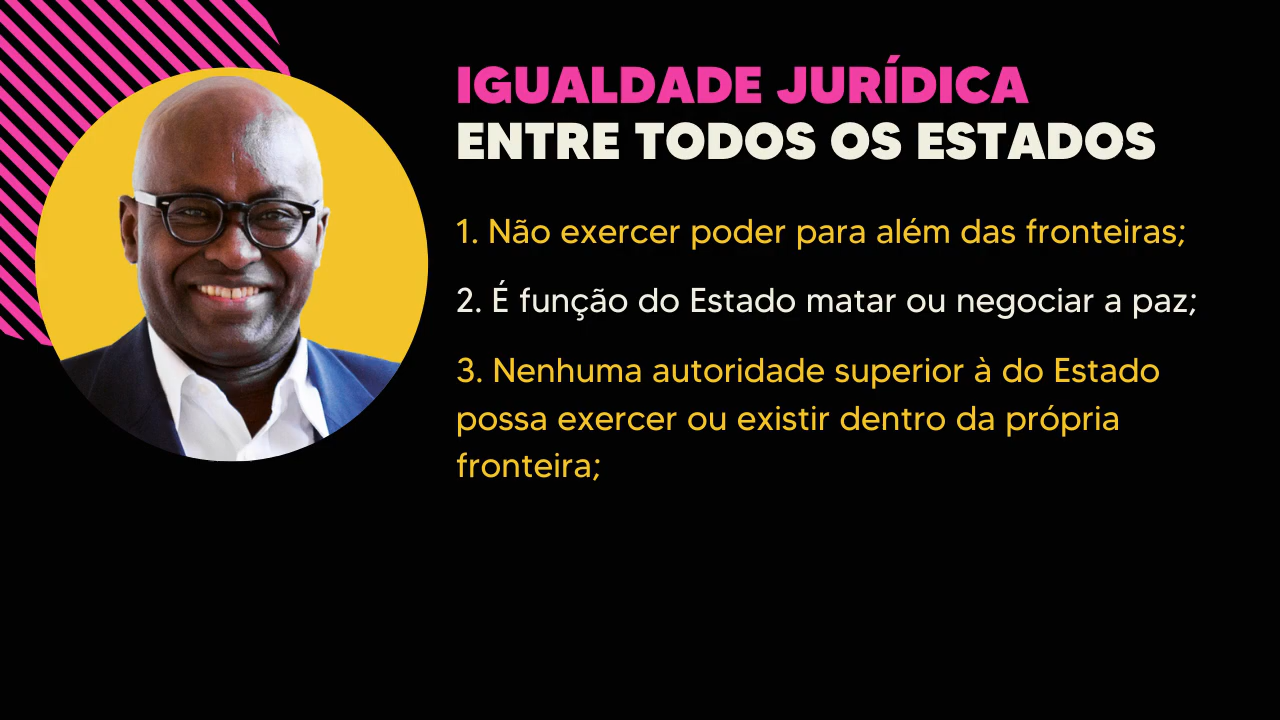 IGUALDADE JURÍDICA
ENTRE TODOS OS ESTADOS
1. Não exercer poder para além das fronteiras;
2. É função do Estado matar ou negociar a paz;
3. Nenhuma autoridade superior à do Estado
possa exercer ou existir dentro da própria
fronteira;